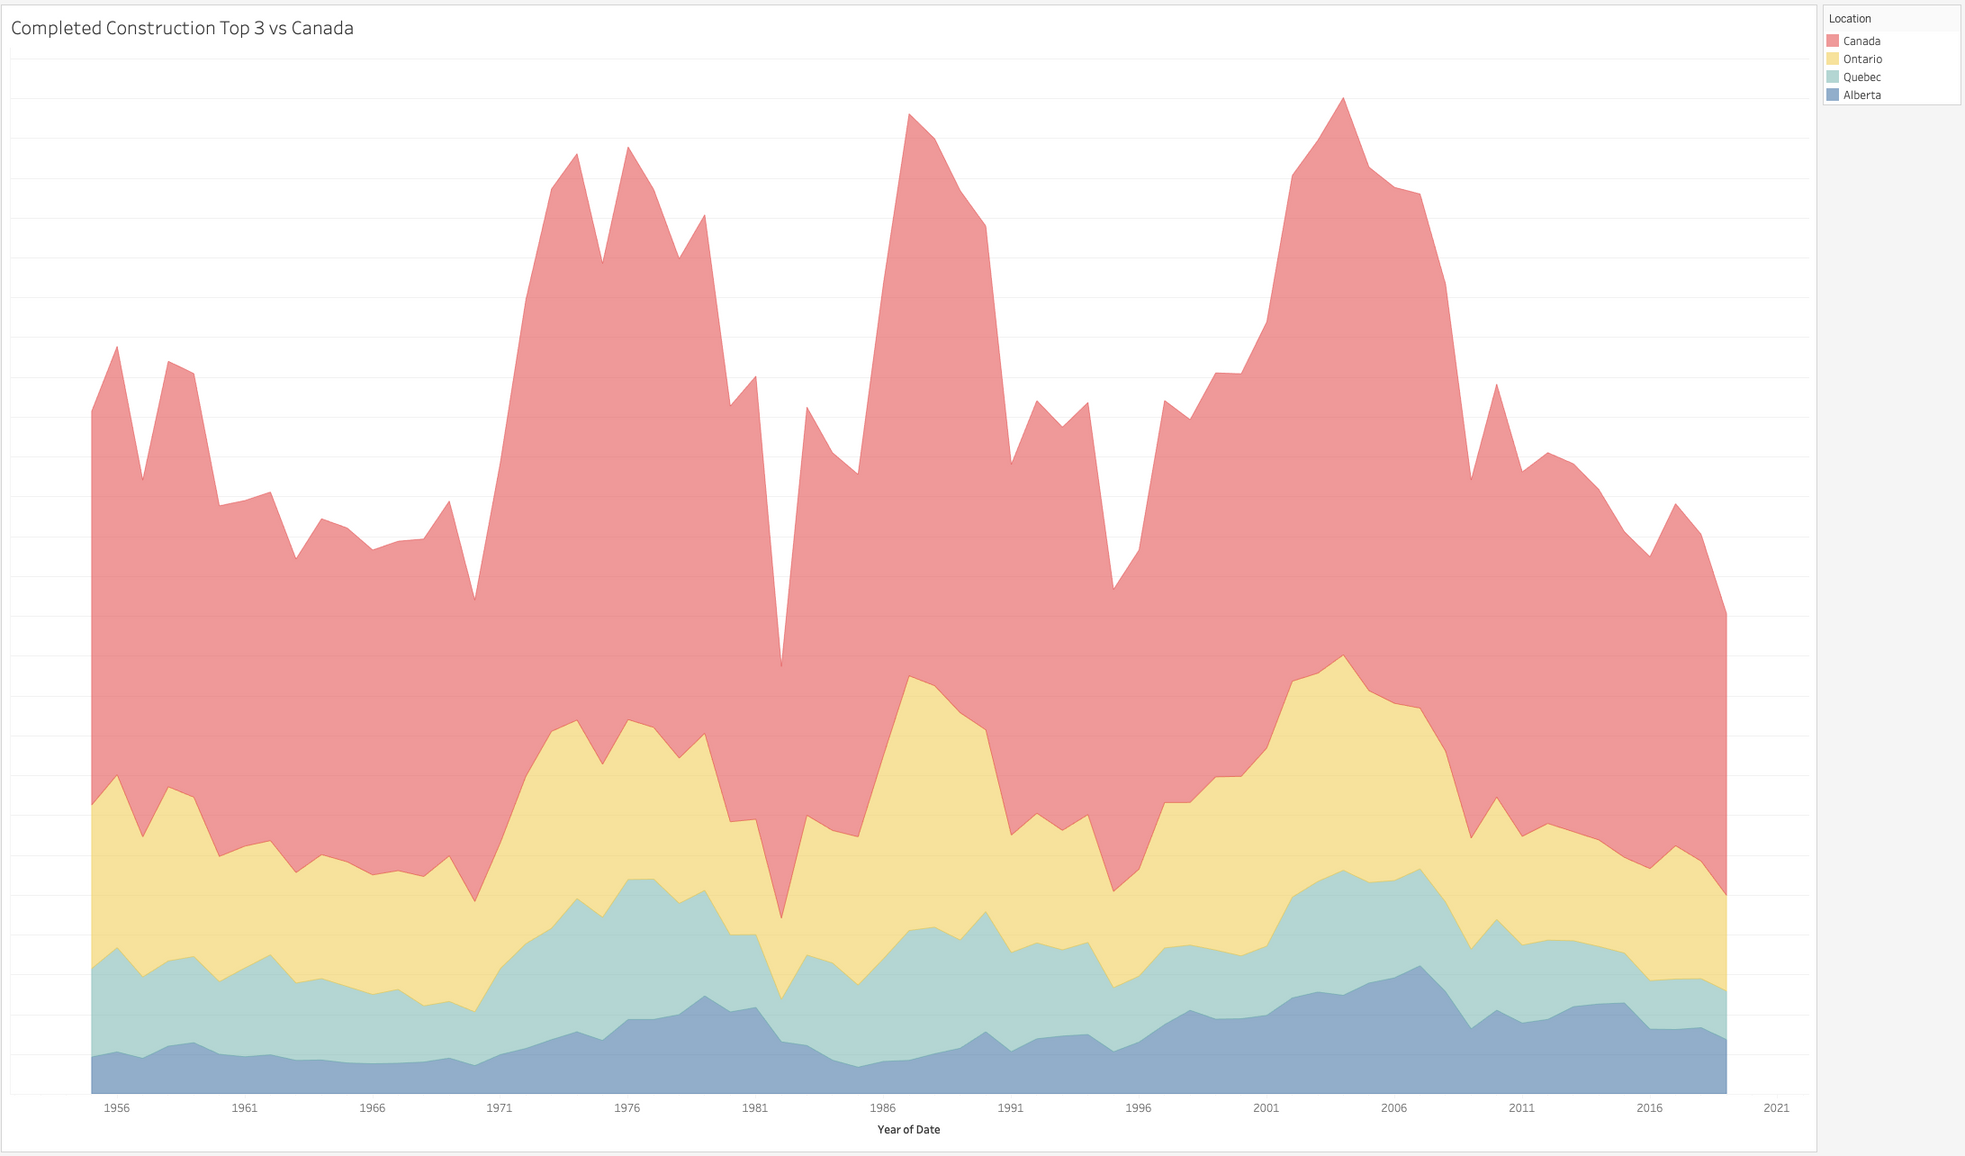 Completed Construction Top 3 vs Canada
Location
Canada
Ontario
Quebec
Alberta
1956 1961 1966 1971 1976 1981 1986 1991 1996 2001 2006 2011 2016 2021
Year of Date